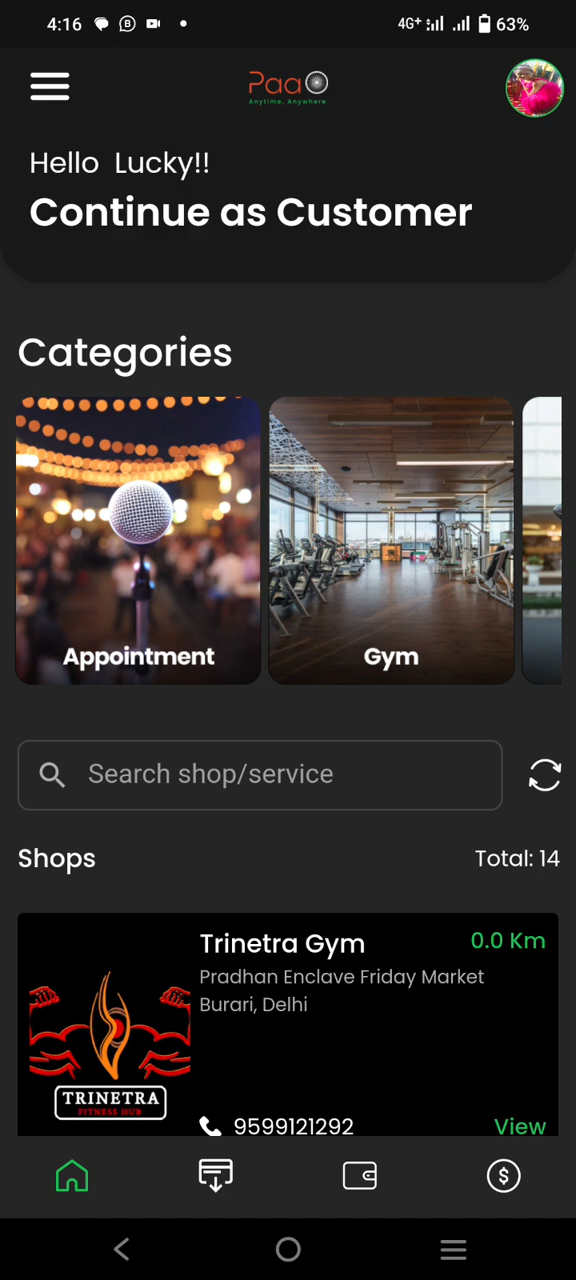 4:16
4G+
63%
PaaO
Anytime, Anywhere
Hello Lucky!!
Continue as Customer
Categories
Appointment
Gym
Search shop/service
Shops
Total: 14
Trinetra Gym
0.0 Km
Pradhan Enclave Friday Market
Burari, Delhi
TRINETRA
FITNESS HUB
9599121292
View